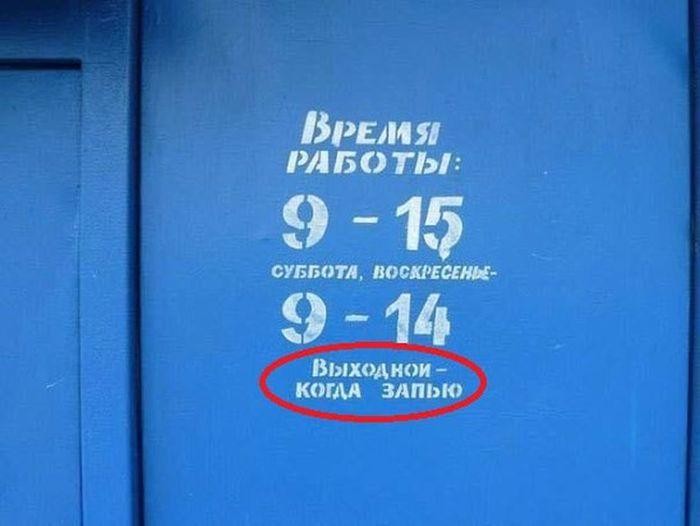 Время
работы:
9 – 15
суббота, воскресенье-
9 – 14
Выходной –
когда запью